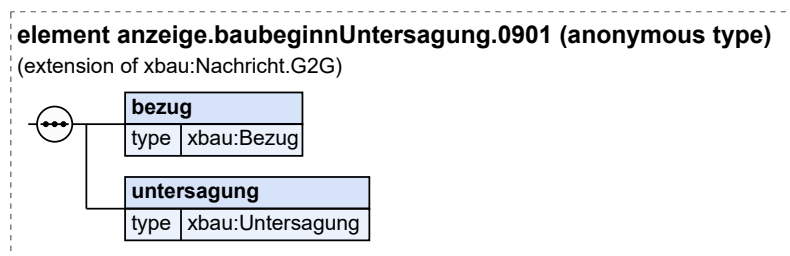 element anzeige.baubeginnUntersagung.0901 (anonymous type)
(extension of xbau:Nachricht.G2G)
bezug
type xbau:Bezug
untersagung
type xbau:Untersagung